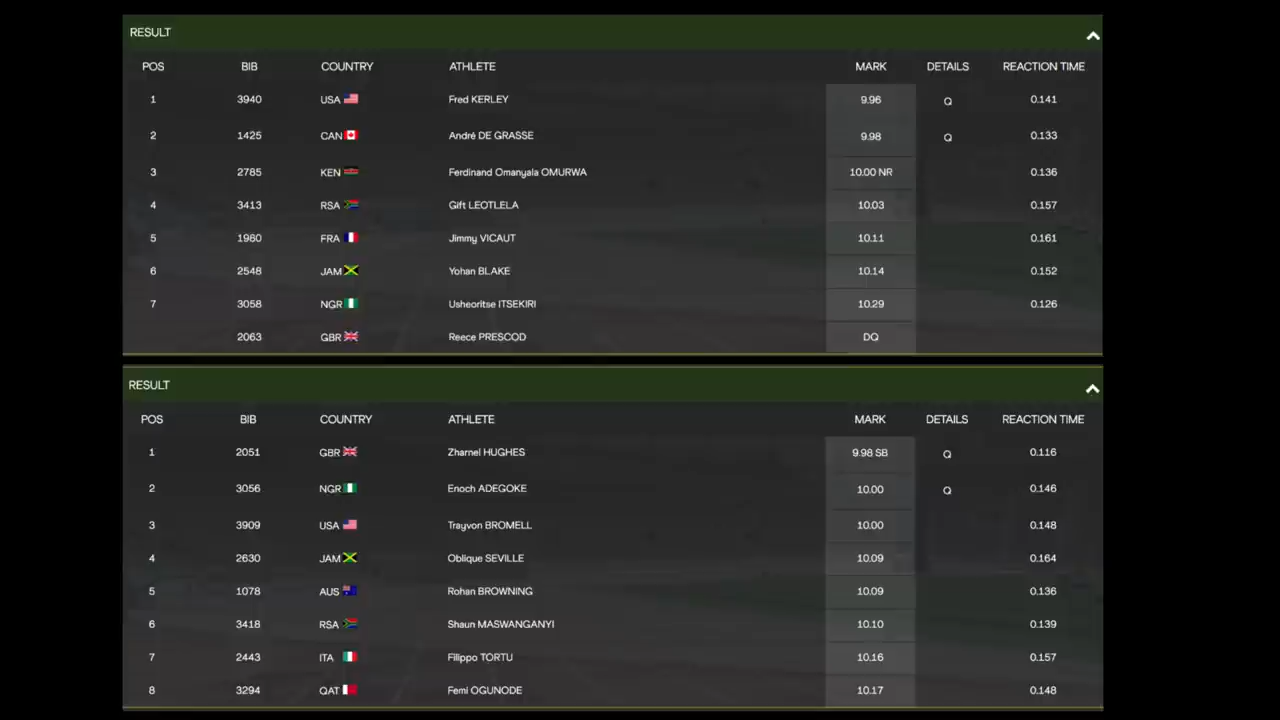 RESULT
POS BIB COUNTRY ATHLETE MARK DETAILS REACTION TIME
1 3940 USA Fred KERLEY 9.96 Q 0.141
2 1425 CAN André DE GRASSE 9.98 Q 0.133
3 2785 KEN Ferdinand Omanyala OMURWA 10.00 NR 0.136
4 3413 RSA Gift LEOTLELA 10.03 0.157
5 1980 FRA Jimmy VICAUT 10.11 0.161
6 2548 JAM Yohan BLAKE 10.14 0.152
7 3058 NGR Usheoritse ITSEKIRI 10.29 0.126
2063 GBR Reece PRESCOD DQ
RESULT
POS BIB COUNTRY ATHLETE MARK DETAILS REACTION TIME
1 2051 GBR Zharnel HUGHES 9.98 SB Q 0.116
2 3056 NGR Enoch ADEGOKE 10.00 Q 0.146
3 3909 USA Trayvon BROMELL 10.00 0.148
4 2630 JAM Oblique SEVILLE 10.09 0.164
5 1078 AUS Rohan BROWNING 10.09 0.136
6 3418 RSA Shaun MASWANGANYI 10.10 0.139
7 2443 ITA Filippo TORTU 10.16 0.157
8 3294 QAT Femi OGUNODE 10.17 0.148